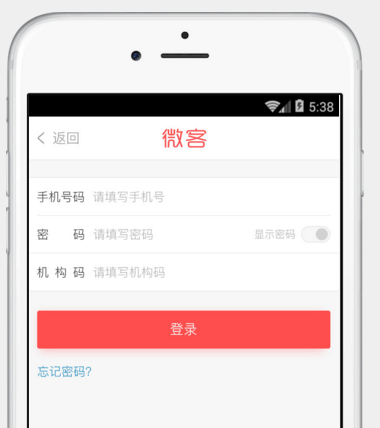 5:38
返回 微客
手机号码 请填写手机号
密 码 请填写密码 显示密码
机 构 码 请填写机构码
登录
忘记密码?